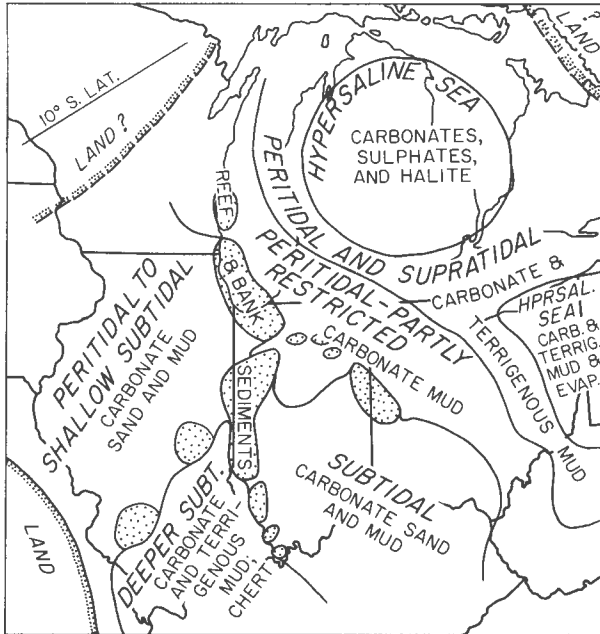 10° S. LAT.
LAND ?
?
LAND
HYPERSALINE SEA
CARBONATES,
SULPHATES,
AND HALITE
PERITIDAL AND SUPRATIDAL
CARBONATE &
TERRIGENOUS MUD
REEF
& BANK
SEDIMENTS
PERITIDAL-PARTLY
RESTRICTED
CARBONATE MUD
HPRSAL.
SEA1
CARB. &
TERRIG.
MUD &
EVAP.
PERITIDAL TO
SHALLOW SUBTIDAL
CARBONATE
SAND AND MUD
SUBTIDAL
CARBONATE SAND
AND MUD
DEEPER SUBT.
CARBONATE
AND TERRI-
GENOUS
MUD,
CHERT
LAND